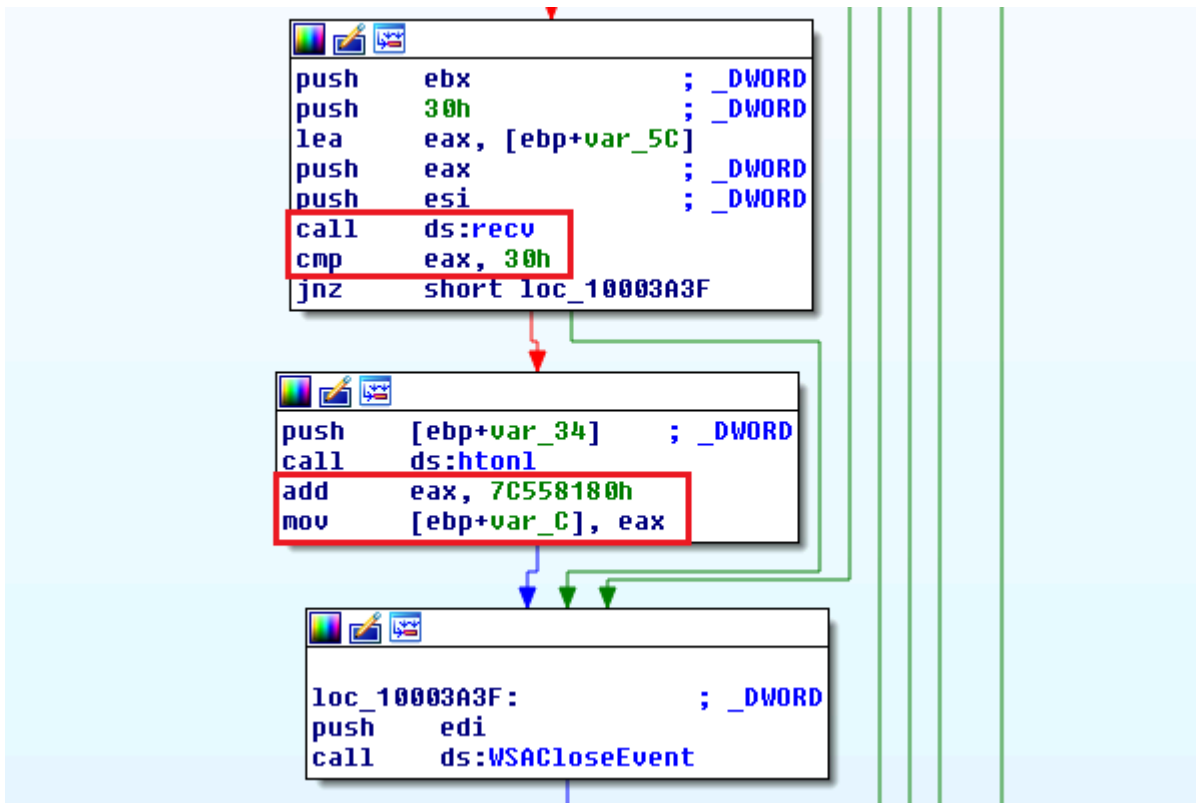 push ebx ; _DWORD
push 30h ; _DWORD
lea eax, [ebp+var_5C]
push eax ; _DWORD
push esi ; _DWORD
call ds:recv
cmp eax, 30h
jnz short loc_10003A3F
push [ebp+var_34] ; _DWORD
call ds:htonl
add eax, 7C558180h
mov [ebp+var_C], eax
loc_10003A3F: ; _DWORD
push edi
call ds:WSACloseEvent